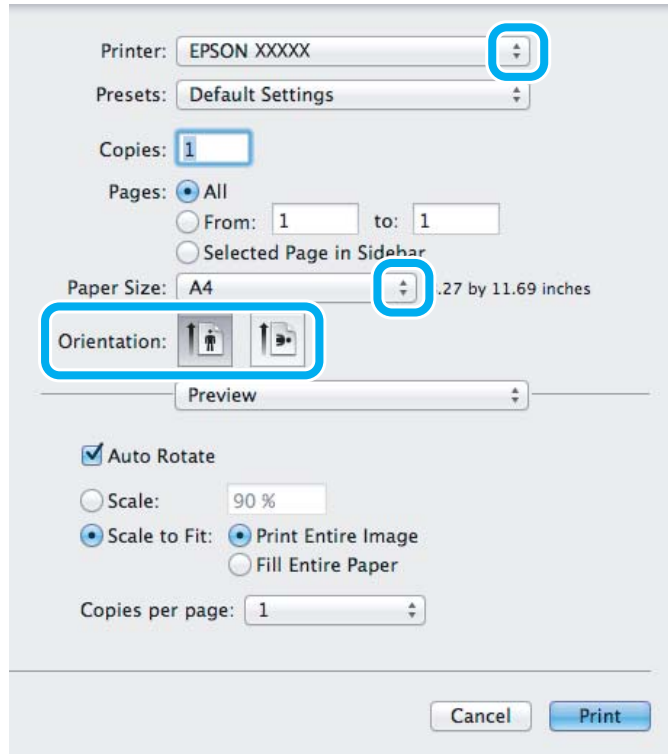 Printer: EPSON XXXXX
Presets: Default Settings
Copies: 1
Pages: All
From: 1 to: 1
Selected Page in Sidebar
Paper Size: A4 .27 by 11.69 inches
Orientation:
Preview
Auto Rotate
Scale: 90 %
Scale to Fit: Print Entire Image
Fill Entire Paper
Copies per page: 1
Cancel Print